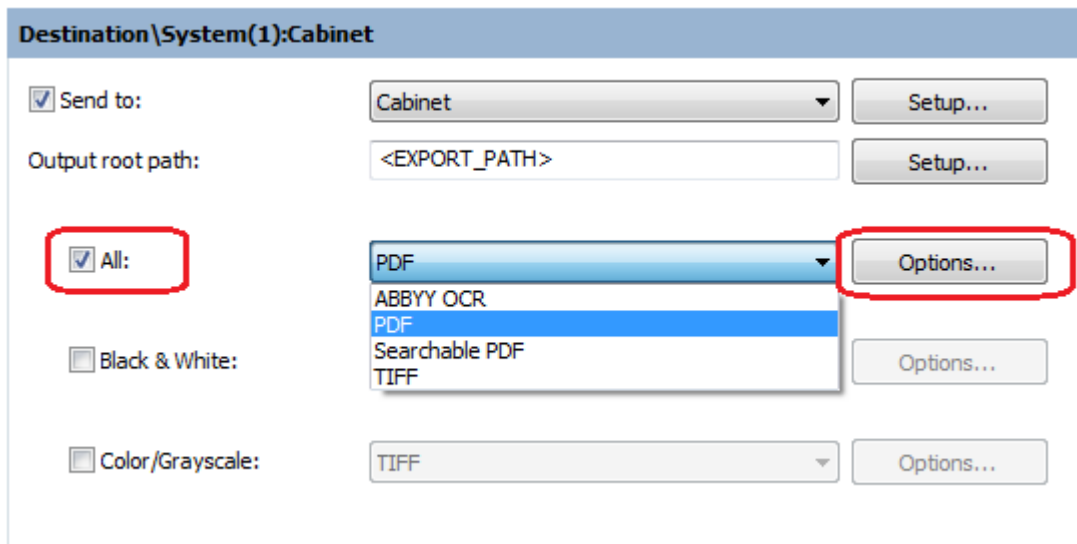 Destination\System(1):Cabinet
Send to: Cabinet Setup...
Output root path: <EXPORT_PATH> Setup...
All: PDF Options...
ABBYY OCR
PDF
Searchable PDF
TIFF
Black & White: Options...
Color/Grayscale: TIFF Options...